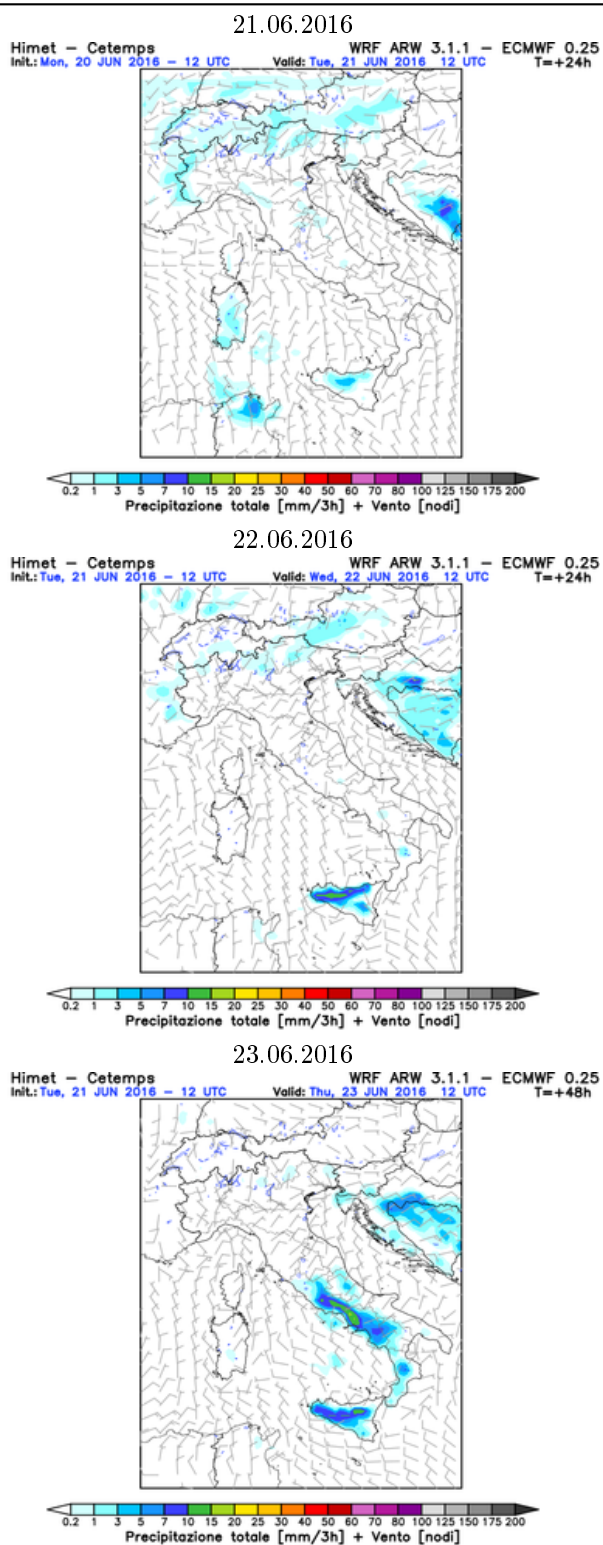 21.06.2016
Himet – Cetemps WRF ARW 3.1.1 – ECMWF 0.25
Init.: Mon, 20 JUN 2016 – 12 UTC Valid: Tue, 21 JUN 2016 12 UTC T=+24h
0.2 1 3 5 7 10 15 20 25 30 40 50 60 70 80 100 125 150 175 200
Precipitazione totale [mm/3h] + Vento [nodi]
22.06.2016
Himet – Cetemps WRF ARW 3.1.1 – ECMWF 0.25
Init.: Tue, 21 JUN 2016 – 12 UTC Valid: Wed, 22 JUN 2016 12 UTC T=+24h
0.2 1 3 5 7 10 15 20 25 30 40 50 60 70 80 100 125 150 175 200
Precipitazione totale [mm/3h] + Vento [nodi]
23.06.2016
Himet – Cetemps WRF ARW 3.1.1 – ECMWF 0.25
Init.: Tue, 21 JUN 2016 – 12 UTC Valid: Thu, 23 JUN 2016 12 UTC T=+48h
0.2 1 3 5 7 10 15 20 25 30 40 50 60 70 80 100 125 150 175 200
Precipitazione totale [mm/3h] + Vento [nodi]